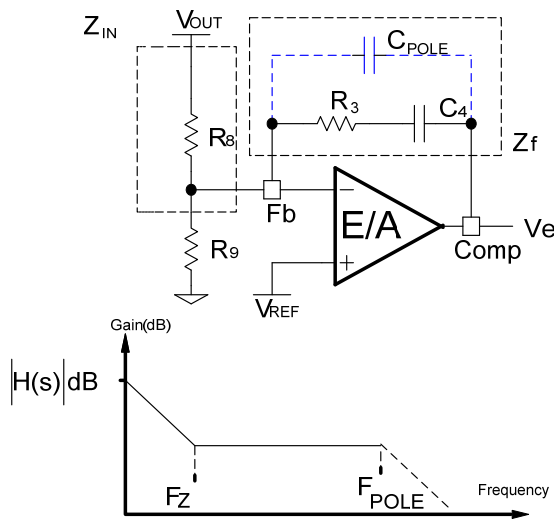 ZIN
VOUT
CPOLE
R3
C4
R8
Zf
Fb
E/A
Ve
R9
Comp
VREF
Gain(dB)
|H(s)|dB
FZ
FPOLE
Frequency